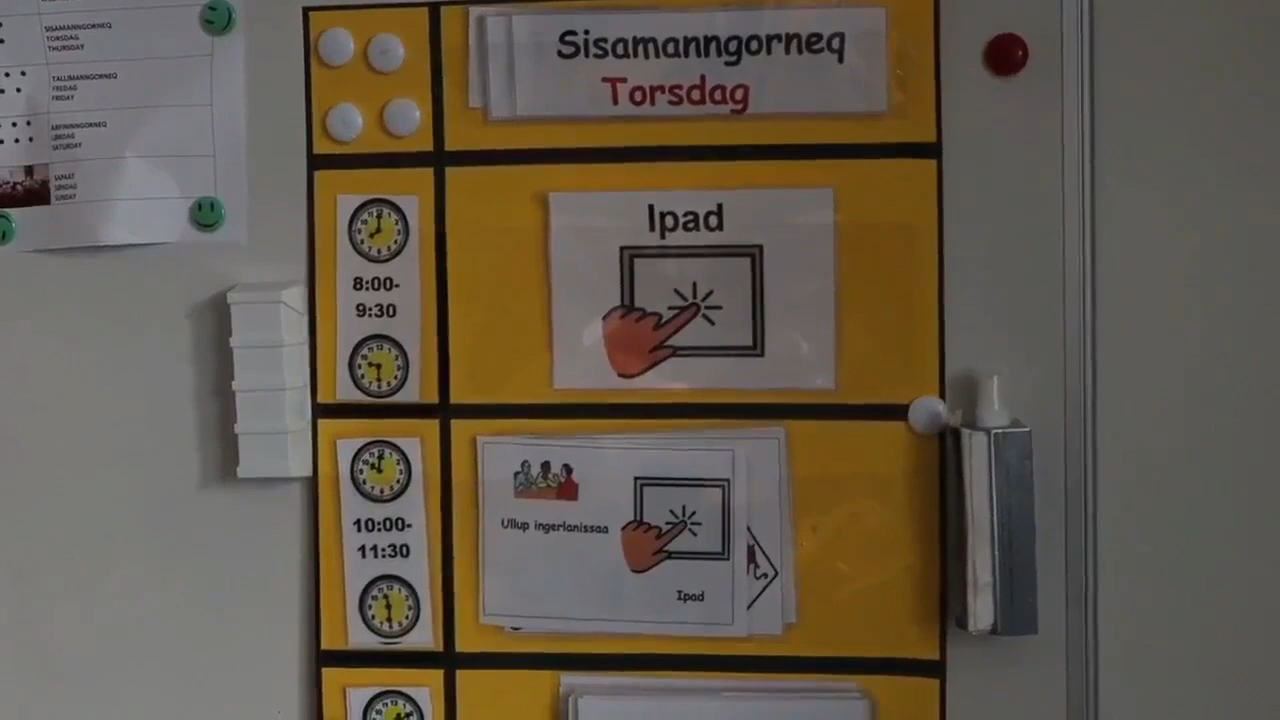 SISAMANNGORNEQ
TORSDAG
THURSDAY
TALLIMANNGORNEQ
FREDAG
FRIDAY
ARFININNGORNEQ
LØRDAG
SATURDAY
SAPAAT
SØNDAG
SUNDAY
Sisamanngorneq
Torsdag
8:00-
9:30
Ipad
10:00-
11:30
Ullup ingerlanissaa
Ipad